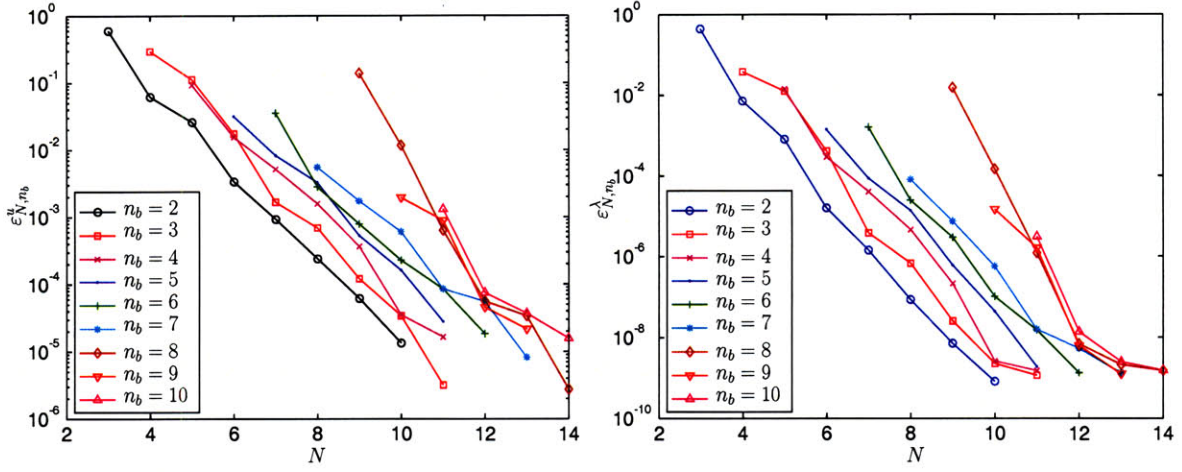 10⁰
10⁻¹
10⁻²
10⁻³
10⁻⁴
10⁻⁵
10⁻⁶
ε^u_{N,n_b}
n_b = 2
n_b = 3
n_b = 4
n_b = 5
n_b = 6
n_b = 7
n_b = 8
n_b = 9
n_b = 10
2 4 6 8 10 12 14
N
10⁰
10⁻²
10⁻⁴
10⁻⁶
10⁻⁸
10⁻¹⁰
ε^λ_{N,n_b}
n_b = 2
n_b = 3
n_b = 4
n_b = 5
n_b = 6
n_b = 7
n_b = 8
n_b = 9
n_b = 10
2 4 6 8 10 12 14
N